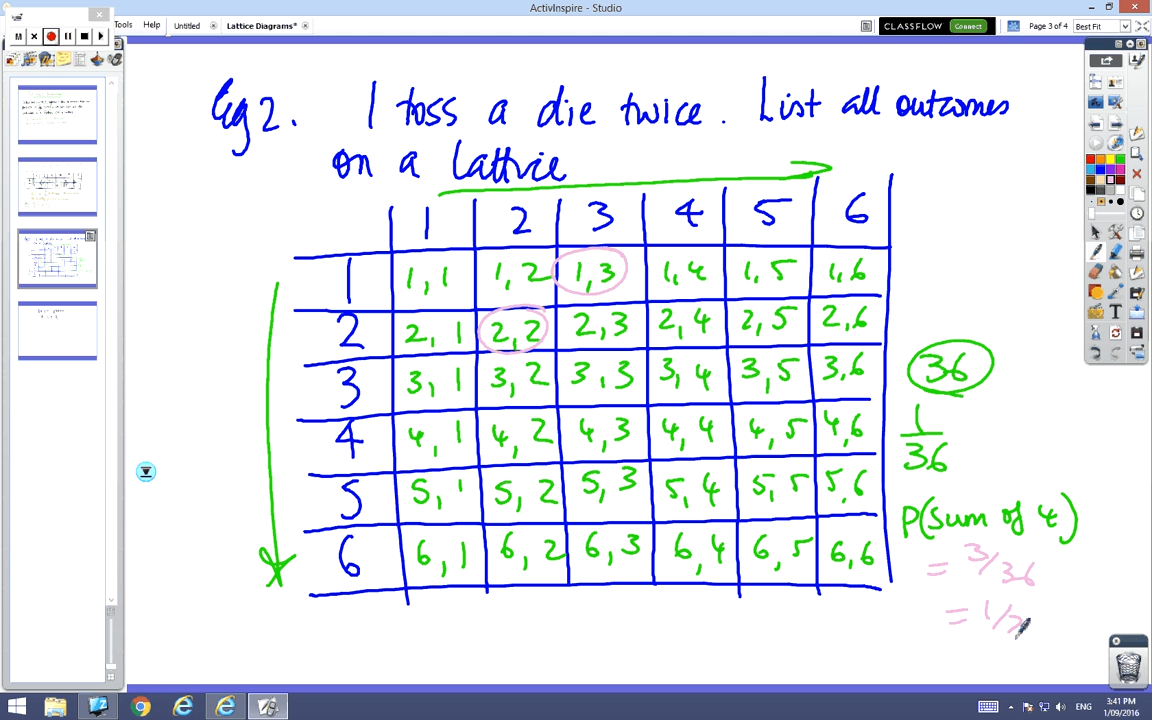 ActivInspire - Studio
Tools Help Untitled Lattice Diagrams* CLASSFLOW Connect Page 3 of 4 Best Fit
Eg 2. I toss a die twice. List all outcomes
on a lattice
1 2 3 4 5 6
1 1,1 1,2 1,3 1,4 1,5 1,6
2 2,1 2,2 2,3 2,4 2,5 2,6
3 3,1 3,2 3,3 3,4 3,5 3,6
4 4,1 4,2 4,3 4,4 4,5 4,6
5 5,1 5,2 5,3 5,4 5,5 5,6
6 6,1 6,2 6,3 6,4 6,5 6,6
36
1
36
P(sum of 4)
= 3/36
= 1/
ENG
3:41 PM
1/09/2016